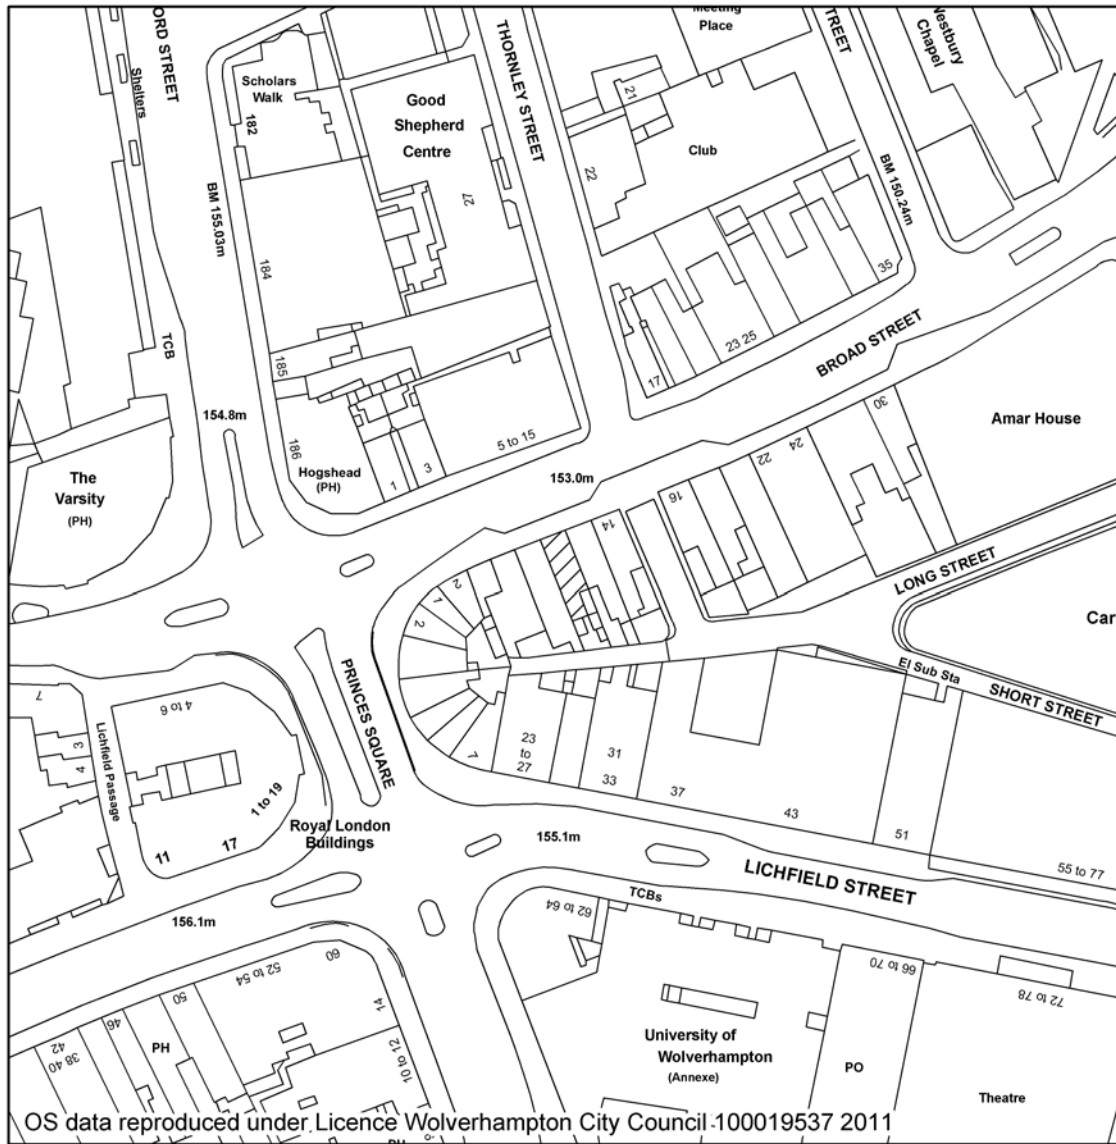 ORD STREET
Shelters
Scholars
Walk
182
Good
Shepherd
Centre
27
THORNLEY STREET
Meeting
Place
TREET
Westbury
Chapel
21
Club
22
BM 155.03m
BM 150.24m
184
35
TCB
185
17
23 25
BROAD STREET
154.8m
186
Hogshead
(PH)
1
3
5 to 15
30
Amar House
The
Varsity
(PH)
153.0m
24
22
16
14
LONG STREET
2
1
2
Car
El Sub Sta
SHORT STREET
PRINCES SQUARE
7
4 to 6
3
4
Lichfield Passage
1 to 19
11
17
Royal London
Buildings
7
23
to
27
31
33
37
43
51
55 to 77
155.1m
LICHFIELD STREET
TCBs
156.1m
62 to 64
66 to 70
72 to 78
60
52 to 54
50
46
42
38 40
14
10 to 12
PH
University of
Wolverhampton
(Annexe)
PO
Theatre
PH
OS data reproduced under Licence Wolverhampton City Council 100019537 2011